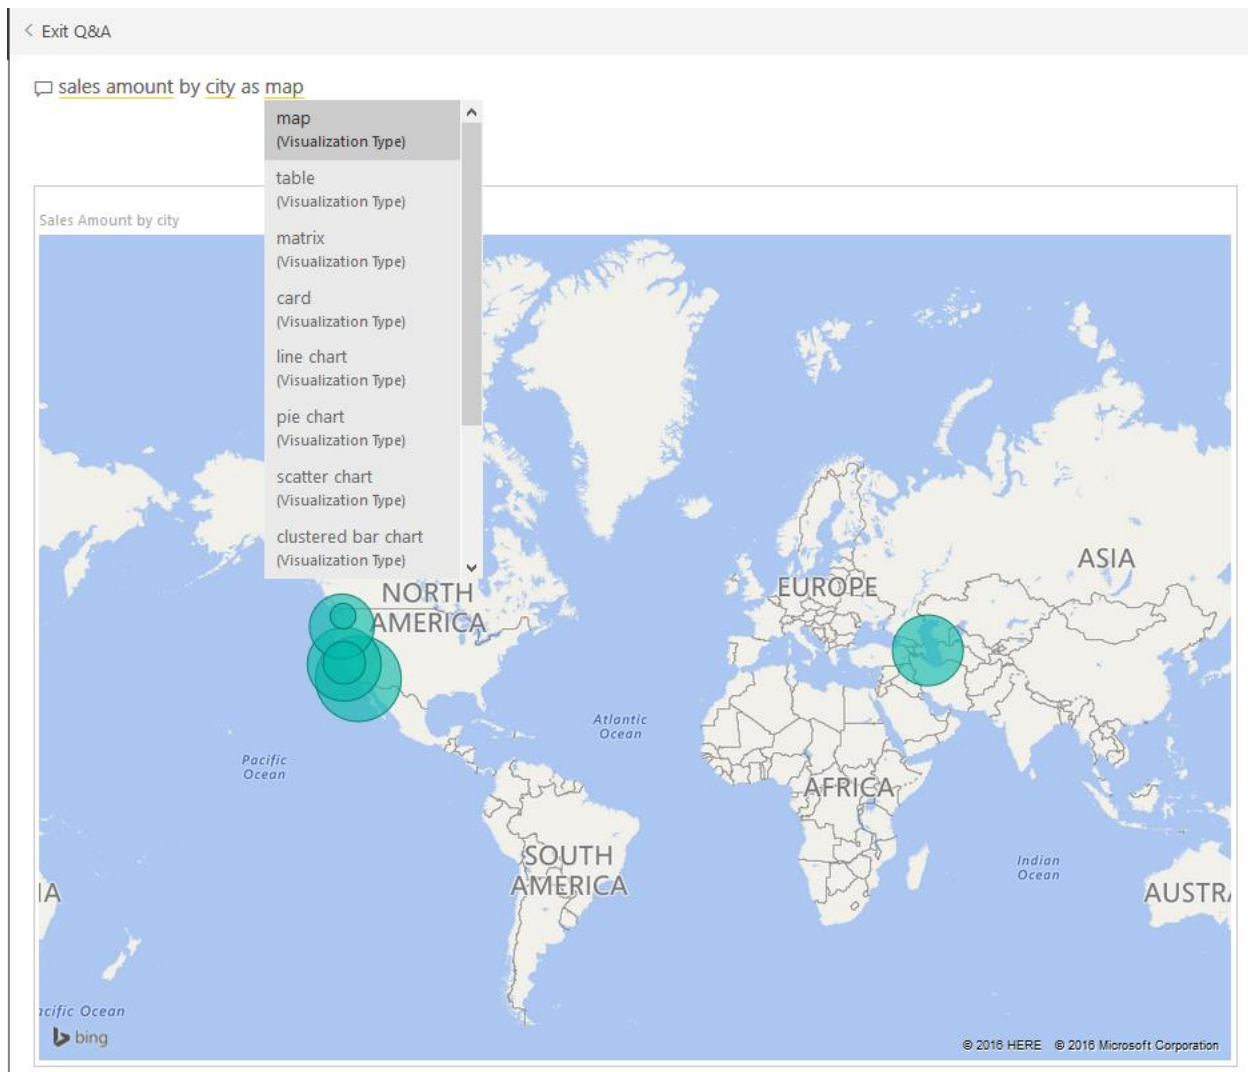 Exit Q&A
sales amount by city as map
map
(Visualization Type)
table
(Visualization Type)
matrix
(Visualization Type)
card
(Visualization Type)
line chart
(Visualization Type)
pie chart
(Visualization Type)
scatter chart
(Visualization Type)
clustered bar chart
(Visualization Type)
Sales Amount by city
NORTH
AMERICA
EUROPE
ASIA
Atlantic
Ocean
Pacific
Ocean
AFRICA
SOUTH
AMERICA
Indian
Ocean
IA
AUSTRA
acific Ocean
bing
© 2016 HERE © 2016 Microsoft Corporation